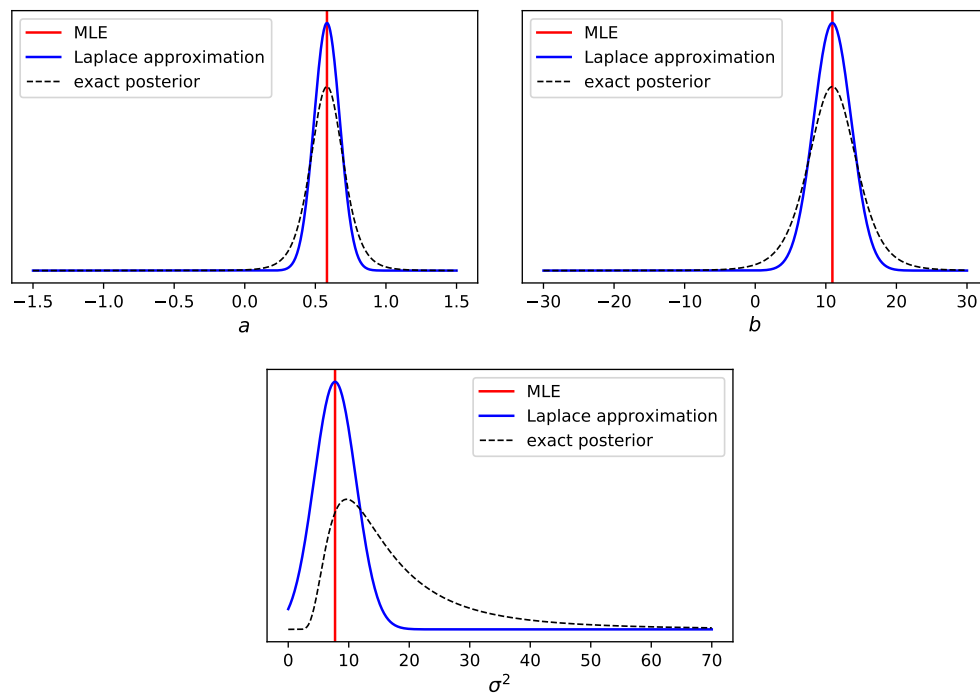 MLE
Laplace approximation
exact posterior
−1.5 −1.0 −0.5 0.0 0.5 1.0 1.5
a
MLE
Laplace approximation
exact posterior
−30 −20 −10 0 10 20 30
b
MLE
Laplace approximation
exact posterior
0 10 20 30 40 50 60 70
σ²